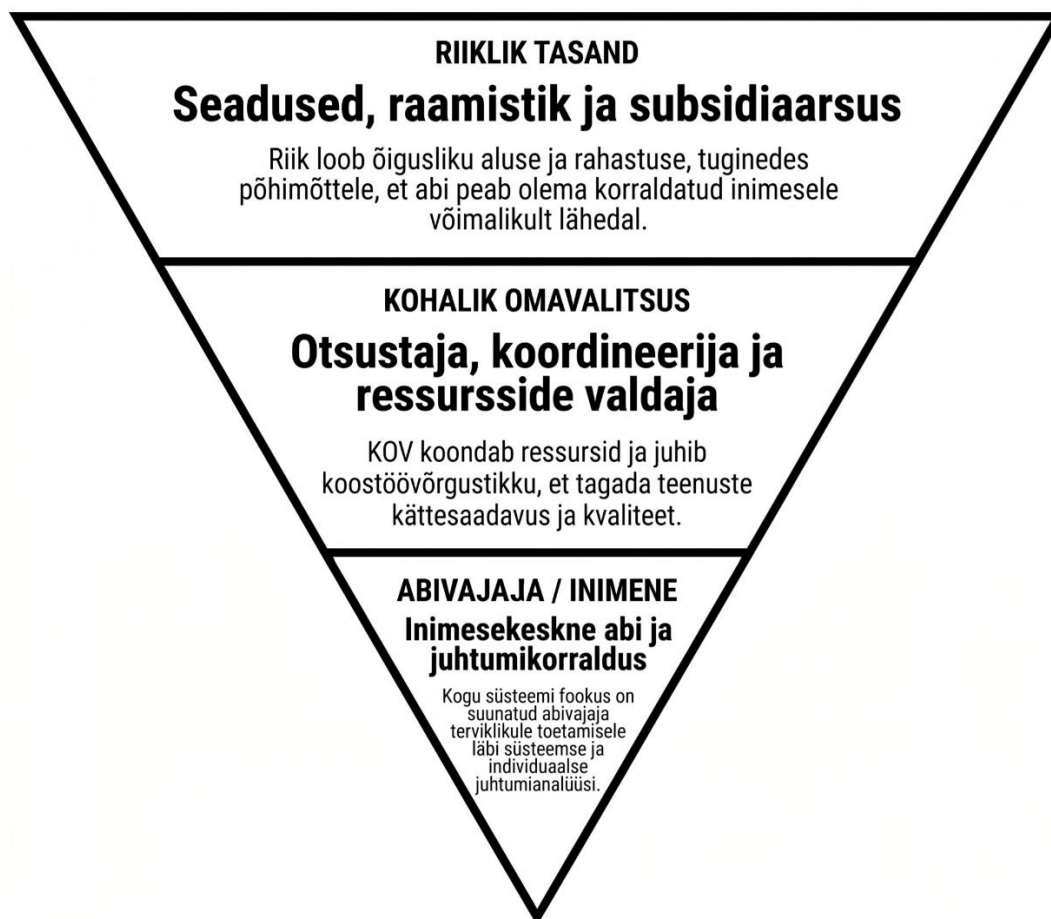 RIIKLIK TASAND
Seadused, raamistik ja subsidiaarsus
Riik loob õigusliku aluse ja rahastuse, tuginedes
põhimõttele, et abi peab olema korraldatud inimesele
võimalikult lähedal.
KOHALIK OMAVALITSUS
Otsustaja, koordineerija ja
ressursside valdaja
KOV koondab ressursid ja juhib
koostöövõrgustikku, et tagada teenuste
kättesaadavus ja kvaliteet.
ABIVAJAJA / INIMENE
Inimesekeskne abi ja
juhtumikorraldus
Kogu süsteemi fookus on
suunatud abivajaja
terviklikule toetamisele
läbi süsteemse ja
individuaalse
juhtumianalüüsi.